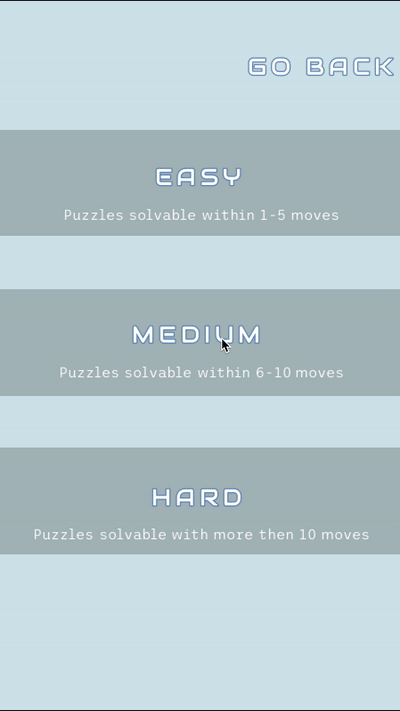 GO BACK
EASY
Puzzles solvable within 1-5 moves
MEDIUM
Puzzles solvable within 6-10 moves
HARD
Puzzles solvable with more then 10 moves